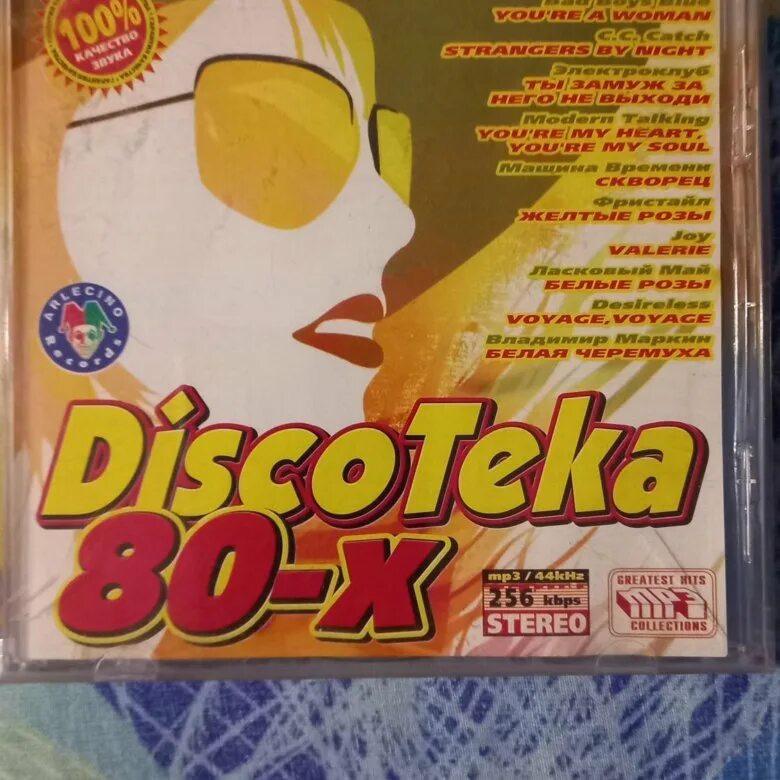 100%
КАЧЕСТВО
ЗВУКА
Bad Boys Blue
YOU'RE A WOMAN
C.C. Catch
STRANGERS BY NIGHT
Электроклуб
ТЫ ЗАМУЖ ЗА
НЕГО НЕ ВЫХОДИ
Modern Talking
YOU'RE MY HEART,
YOU'RE MY SOUL
Машина Времени
СКВОРЕЦ
Фристайл
ЖЕЛТЫЕ РОЗЫ
Joy
VALERIE
Ласковый Май
БЕЛЫЕ РОЗЫ
Desireless
VOYAGE, VOYAGE
Владимир Маркин
БЕЛАЯ ЧЕРЕМУХА
ARLECINO
Records
DiscoTeka
80-х
mp3 / 44kHz
256 kbps
STEREO
GREATEST HITS
MP3
COLLECTIONS